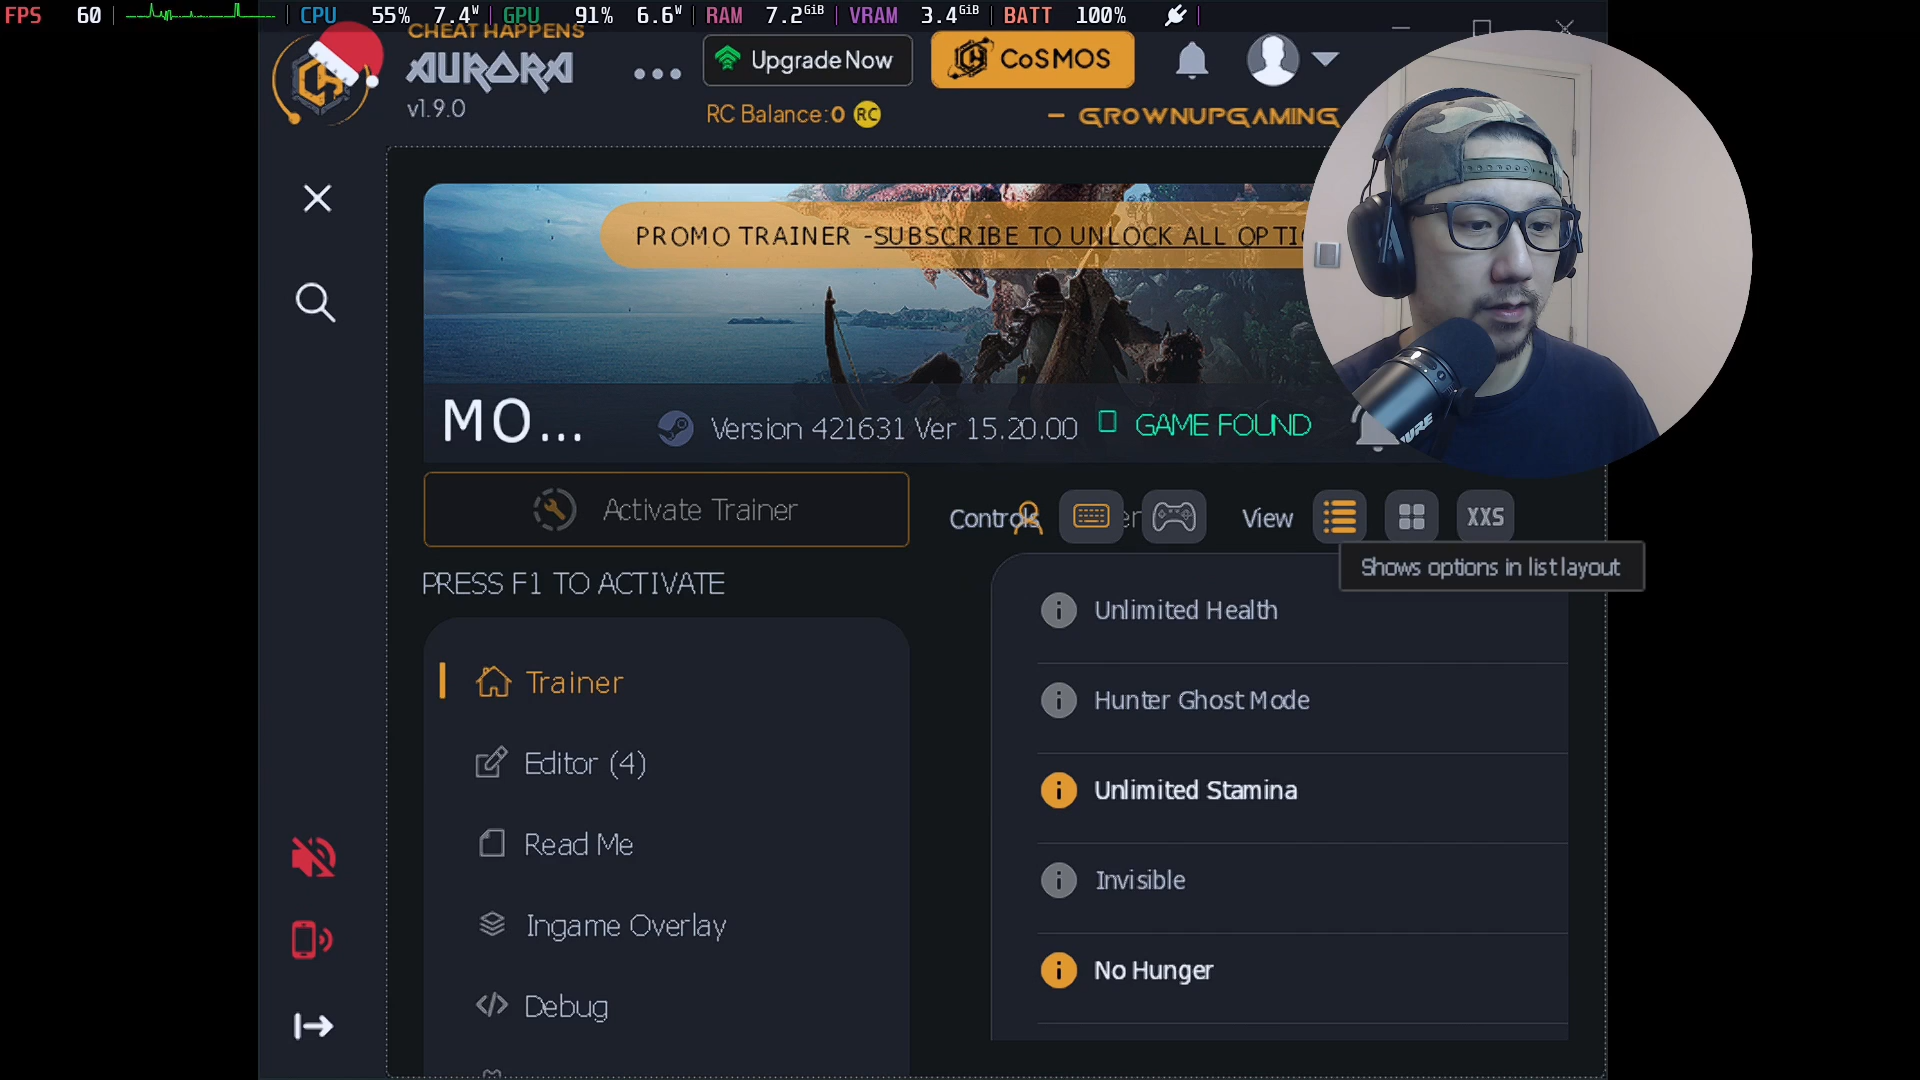 FPS 60 CPU 55% 7.4W GPU 91% 6.6W RAM 7.2GiB VRAM 3.4GiB BATT 100%
CHEAT HAPPENS
AURORA
v1.9.0
Upgrade Now
CoSMOS
RC Balance: 0 RC
– GROWNUPGAMING
PROMO TRAINER -SUBSCRIBE TO UNLOCK ALL OPTI
MO...
Version 421631 Ver 15.20.00
GAME FOUND
Activate Trainer
Controls
View
XXS
Shows options in list layout
PRESS F1 TO ACTIVATE
Trainer
Editor (4)
Read Me
Ingame Overlay
Debug
Unlimited Health
Hunter Ghost Mode
Unlimited Stamina
Invisible
No Hunger